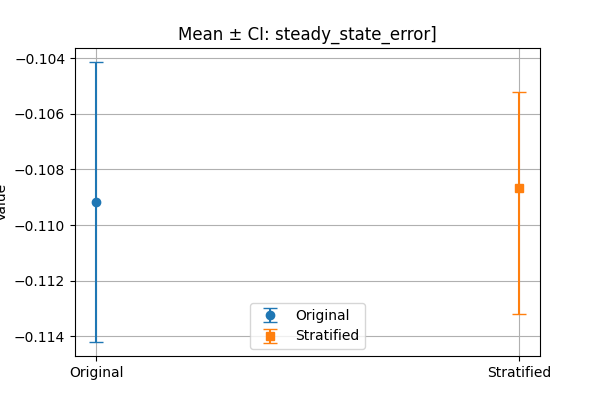 Mean ± CI: steady_state_error]
−0.104
−0.106
−0.108
−0.110
−0.112
−0.114
Original
Stratified
Original
Stratified